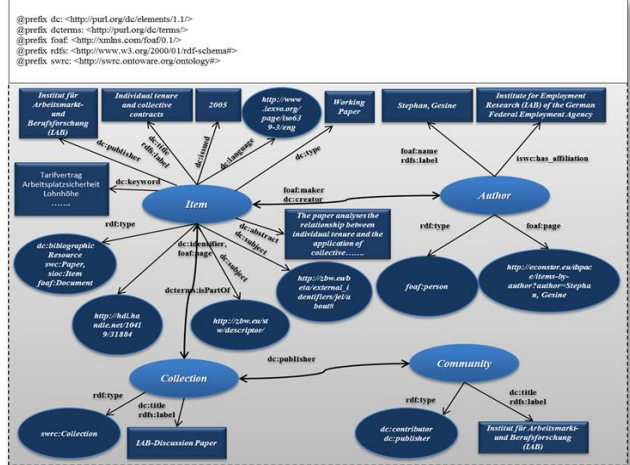 @prefix dc: <http://purl.org/dc/elements/1.1/>
@prefix dcterms: <http://purl.org/dc/terms/>
@prefix foaf: <http://xmlns.com/foaf/0.1/>
@prefix rdfs: <http://www.w3.org/2000/01/rdf-schema#>
@prefix swrc: <http://swrc.ontoware.org/ontology#>
Institut für
Arbeitsmarkt-
und
Berufsforschung
(IAB)
Individual tenure
and collective
contracts
2005
http://www
.lexvo.org/
page/iso63
9-3/eng
Working
Paper
Stephan, Gesine
Institute for Employment
Research (IAB) of the German
Federal Employment Agency
dc:publisher
dc:title
rdfs:label
dc:issued
dc:language
dc:type
foaf:name
rdfs:label
iswc:has_affiliation
Tarifvertrag
Arbeitsplatzsicherheit
Lohnhöhe
…….
dc:keyword
Item
foaf:maker
dc:creator
Author
rdf:type
dc:identifier,
foaf:page
dc:subject
dc:subject
dc:abstract
The paper analyses the
relationship between
individual tenure and the
application of
collective…….
rdf:type
foaf:page
dc:biblographic
Resource
swc:Paper,
sioc:Item
foaf:Document
http://hdl.ha
ndle.net/1041
9/31884
dcterms:isPartOf
http://zbw.eu/st
w/descriptor/
http://zbw.eu/b
eta/external_i
dentifiers/jel/a
bout#
foaf:person
http://econstor.eu/dspac
e/items-by-
author?author=Stepha
n, Gesine
Collection
dc:publisher
Community
rdf:type
dc:title
rdfs:label
rdf:type
dc:title
rdfs:label
swrc:Collection
IAB-Discussion Paper
dc:contributor
dc:publisher
Institut für Arbeitsmarkt-
und Berufsforschung
(IAB)